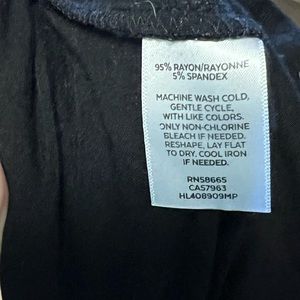 95% RAYON/RAYONNE
5% SPANDEX
MACHINE WASH COLD,
GENTLE CYCLE,
WITH LIKE COLORS.
ONLY NON-CHLORINE
BLEACH IF NEEDED.
RESHAPE, LAY FLAT
TO DRY, COOL IRON
IF NEEDED.
RN58665
CA57963
HL408909MP